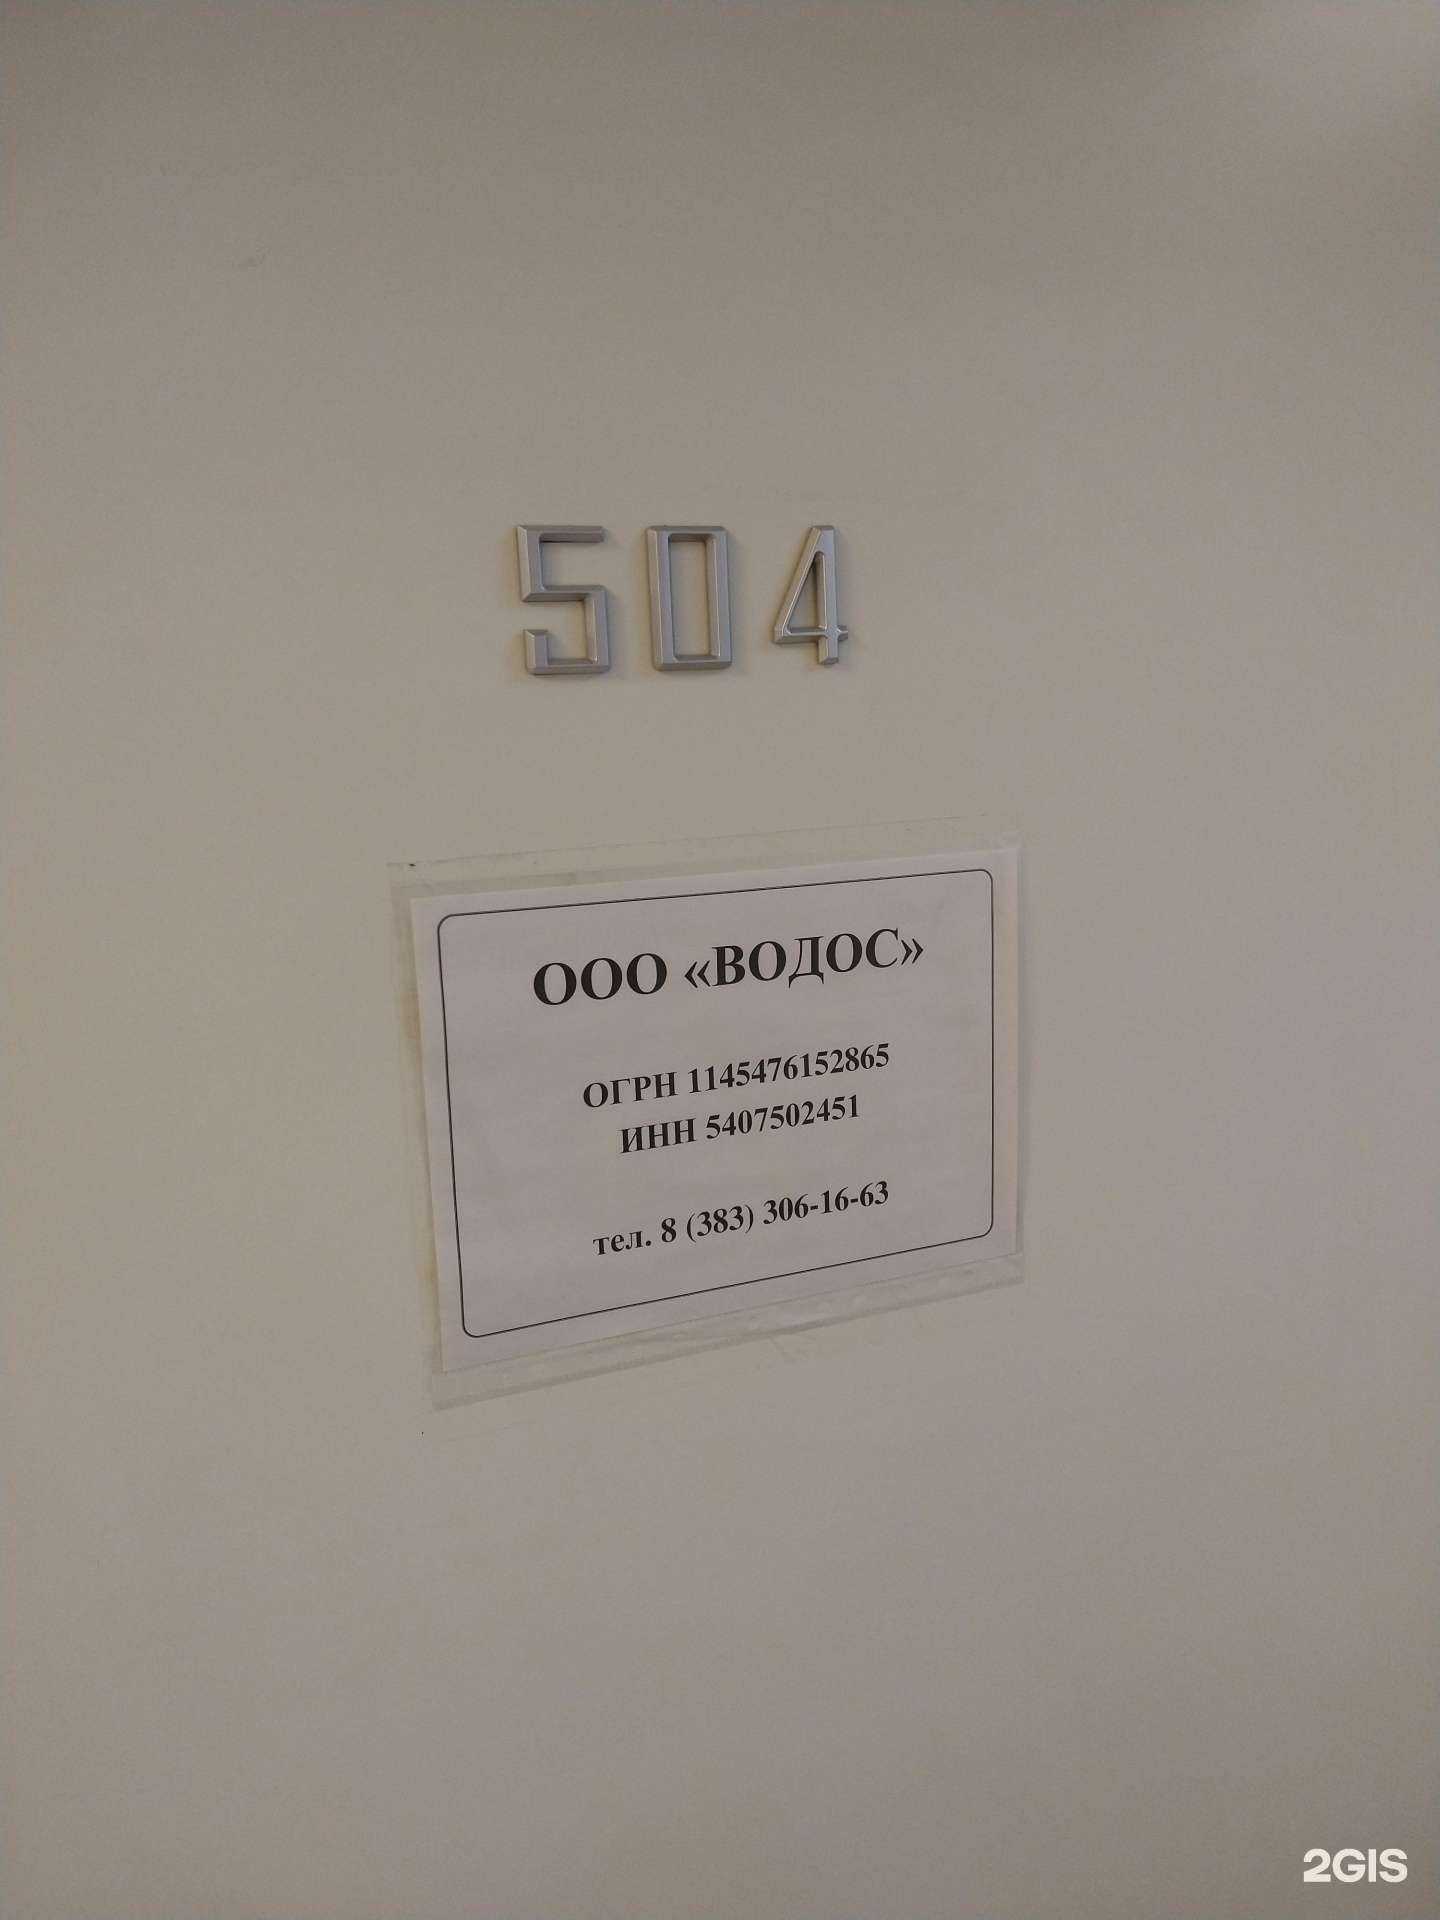 504
ООО «ВОДОС»
ОГРН 1145476152865
ИНН 5407502451
тел. 8 (383) 306-16-63
2GIS